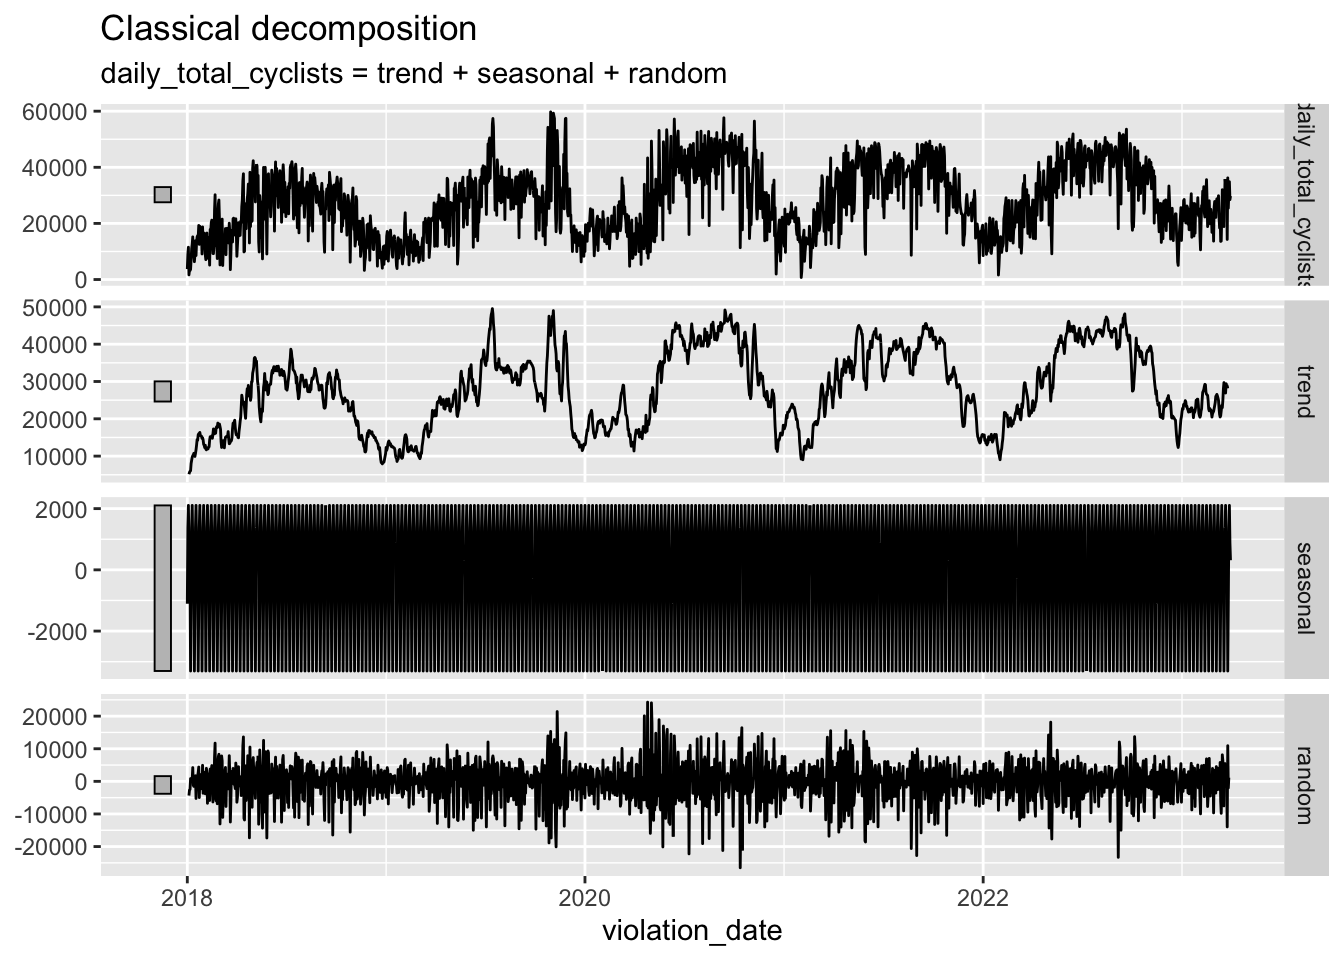 Classical decomposition
daily_total_cyclists = trend + seasonal + random
60000
40000
20000
0
daily_total_cyclists
50000
40000
30000
20000
10000
trend
2000
0
-2000
seasonal
20000
10000
0
-10000
-20000
random
2018
2020
2022
violation_date